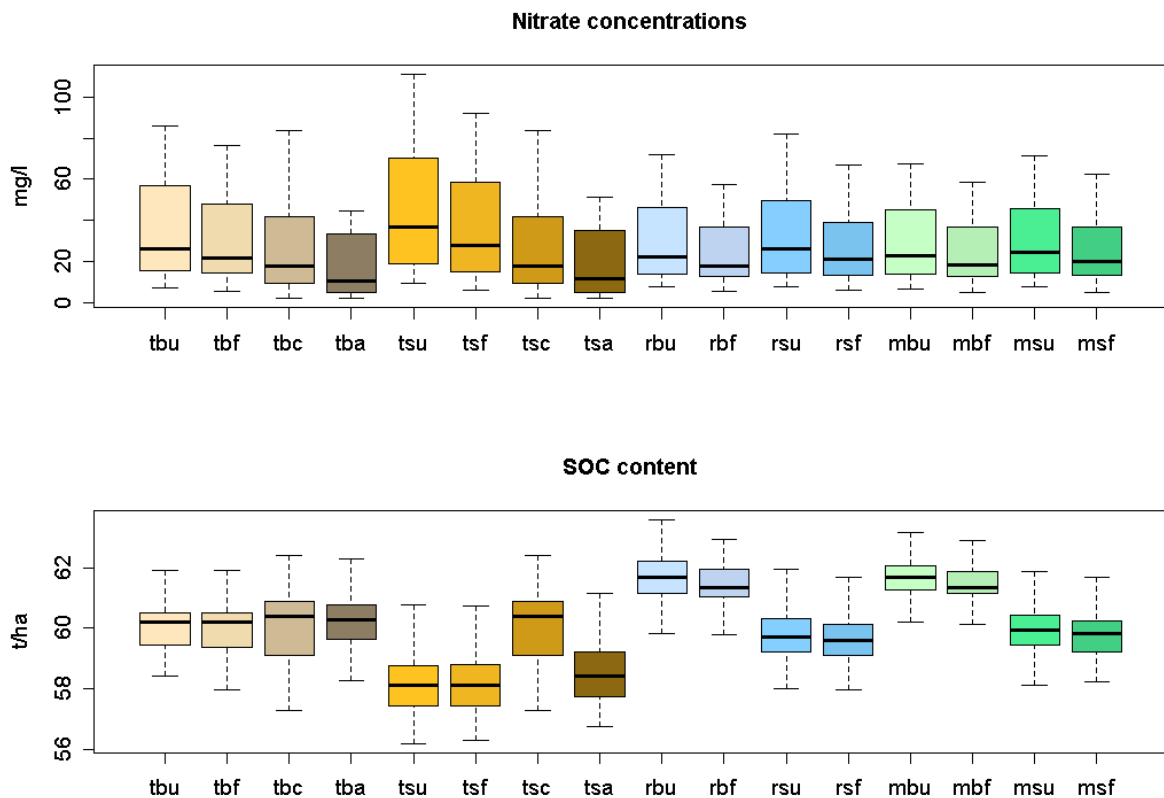 Nitrate concentrations
mg/l
100
60
20
0
tbu tbf tbc tba tsu tsf tsc tsa rbu rbf rsu rsf mbu mbf msu msf
SOC content
t/ha
62
60
58
56
tbu tbf tbc tba tsu tsf tsc tsa rbu rbf rsu rsf mbu mbf msu msf